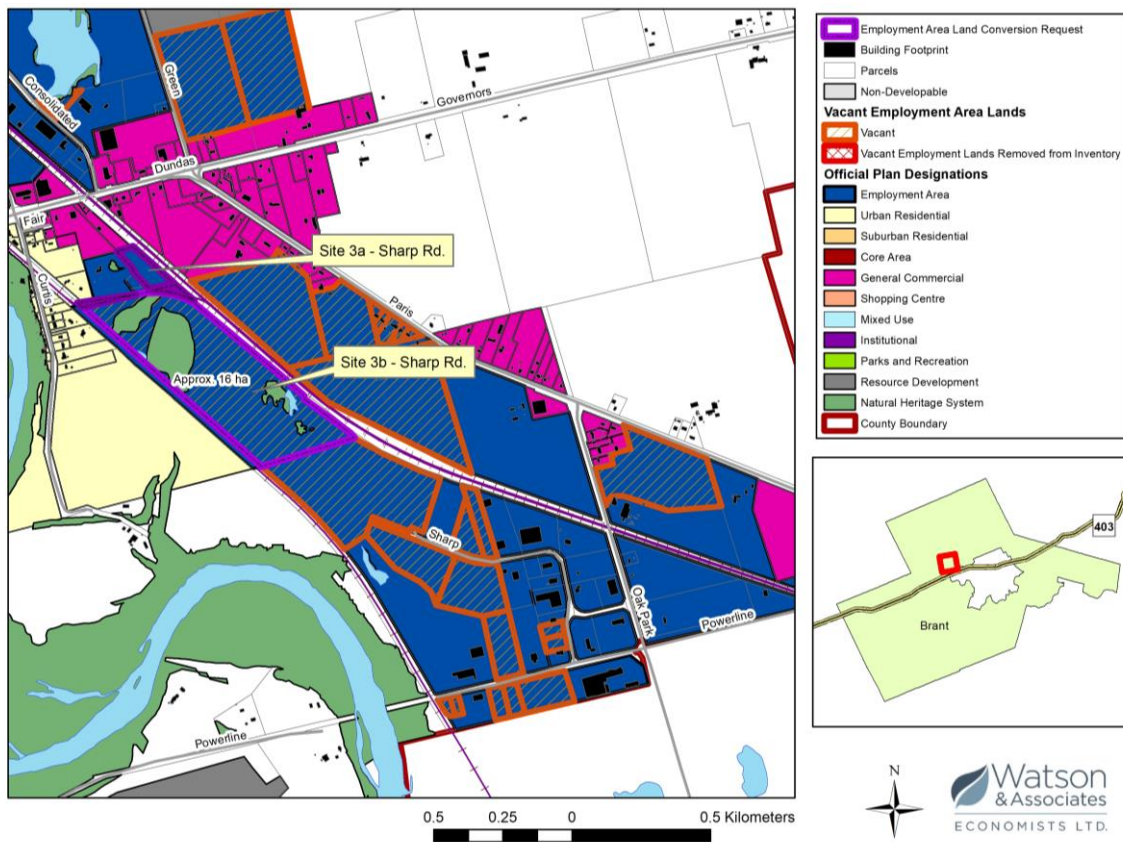 Green
Consolidated
Governors
Dundas
Fair
Curtis
Site 3a - Sharp Rd.
Paris
Site 3b - Sharp Rd.
Approx. 16 ha
Sharp
Oak Park
Powerline
Powerline
0.5 0.25 0 0.5 Kilometers
Employment Area Land Conversion Request
Building Footprint
Parcels
Non-Developable
Vacant Employment Area Lands
Vacant
Vacant Employment Lands Removed from Inventory
Official Plan Designations
Employment Area
Urban Residential
Suburban Residential
Core Area
General Commercial
Shopping Centre
Mixed Use
Institutional
Parks and Recreation
Resource Development
Natural Heritage System
County Boundary
403
Brant
N
Watson
& Associates
ECONOMISTS LTD.